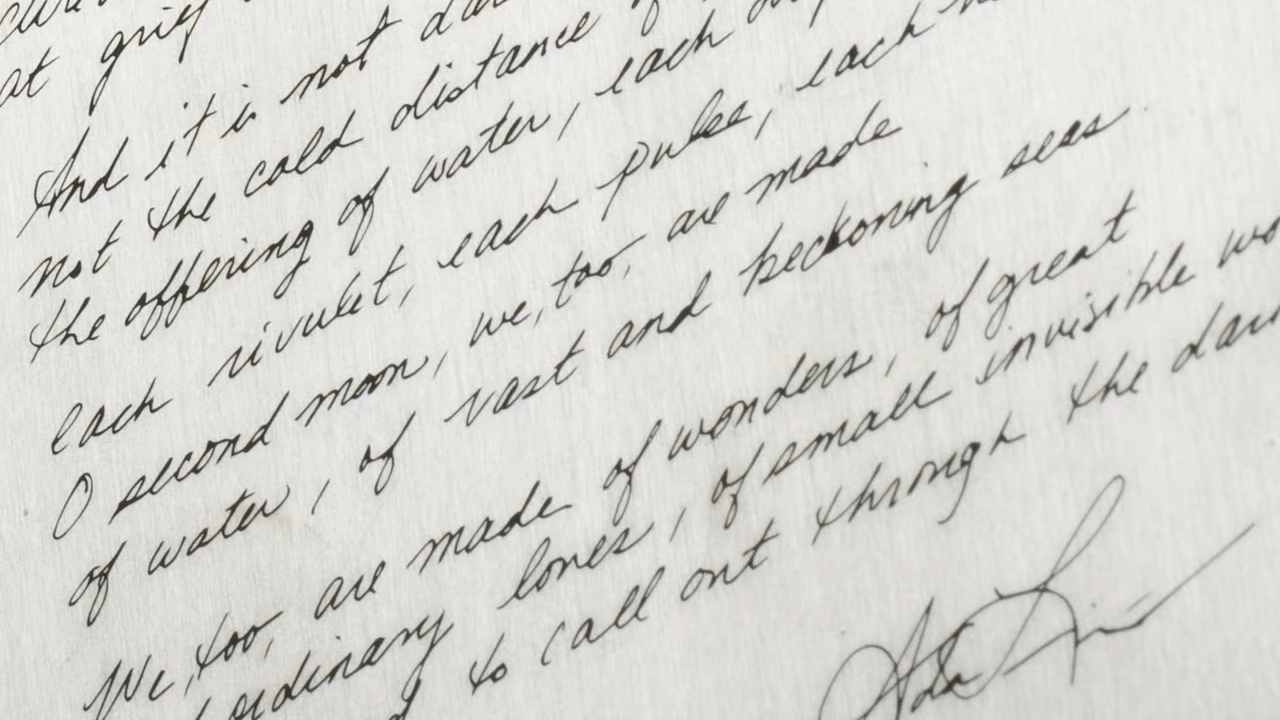 at grief
And it is not
not the cold distance
the offering of water, each
each rivulet, each pulse, each
O second moon, we, too, are made
of water, of vast and beckoning seas
We, too, are made of wonders, of great
ordinary loves, of small invisible
to call out through the
Ada Limón